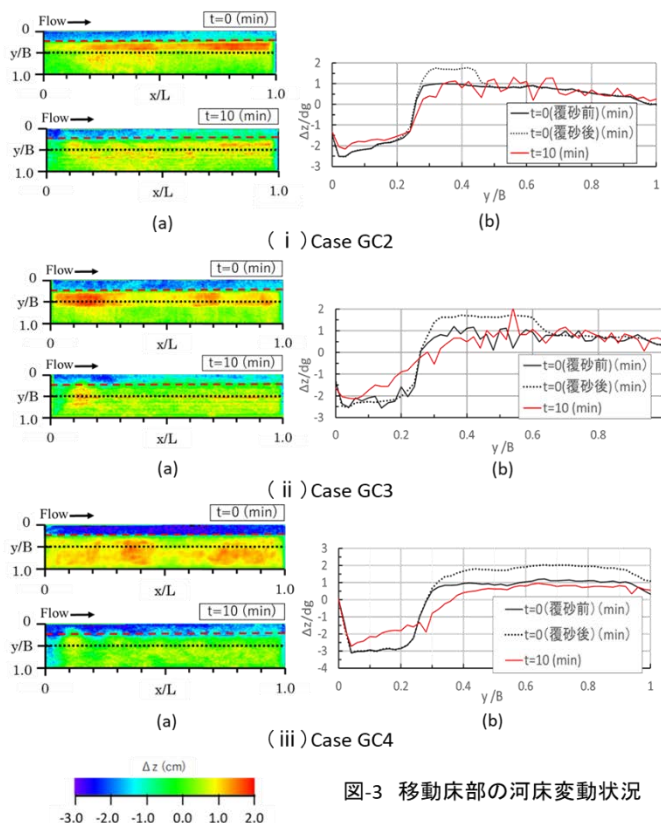 Flow
t=0 (min)
0
y/B
1.0
0
1.0
x/L
t=10 (min)
0
y/B
1.0
0
1.0
x/L
(a)
Δz/dg
3
2
1
0
-1
-2
-3
0 0.2 0.4 0.6 0.8 1
y /B
t=0(覆砂前)(min)
t=0(覆砂後)(min)
t=10 (min)
(b)
(ⅰ) Case GC2
Flow
t=0 (min)
0
y/B
1.0
Flow
t=10 (min)
0
y/B
1.0
0
1.0
x/L
(a)
Δz/dg
2
1
0
-1
-2
-3
0 0.2 0.4 0.6 0.8
y /B
t=0(覆砂前)(min)
t=0(覆砂後)(min)
t=10 (min)
(b)
(ⅱ) Case GC3
Flow
t=0 (min)
0
y/B
1.0
0
1.0
x/L
t=10 (min)
0
y/B
1.0
0
1.0
x/L
(a)
Δz/dg
3
2
1
0
-1
-2
-3
-4
0 0.2 0.4 0.6 0.8 1
y /B
t=0(覆砂前)(min)
t=0(覆砂後)(min)
t=10 (min)
(b)
(ⅲ) Case GC4
Δz (cm)
-3.0 -1.0 0.0 1.0 2.0
図-3 移動床部の河床変動状況